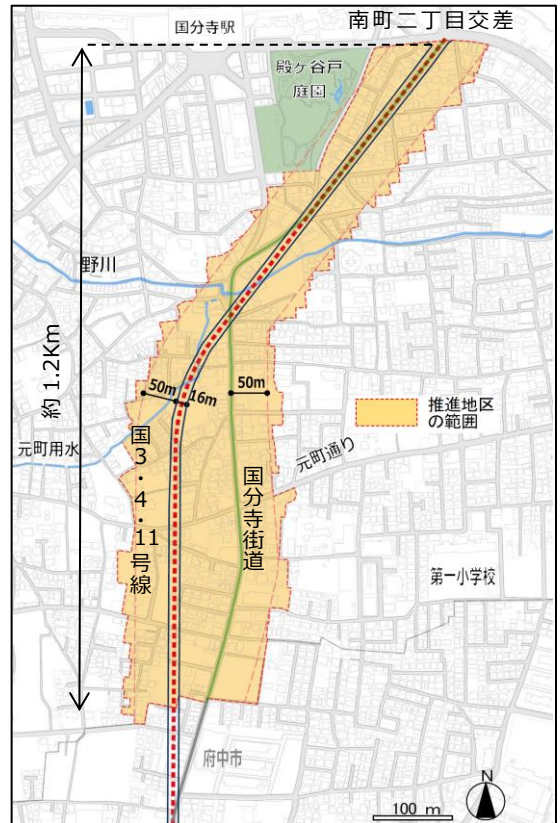 南町二丁目交差
国分寺駅
殿ヶ谷戸
庭園
野川
約 1.2Km
50m
16m
50m
推進地区
の範囲
元町用水
元町通り
国3・4・11号線
国分寺街道
第一小学校
府中市
N
100 m